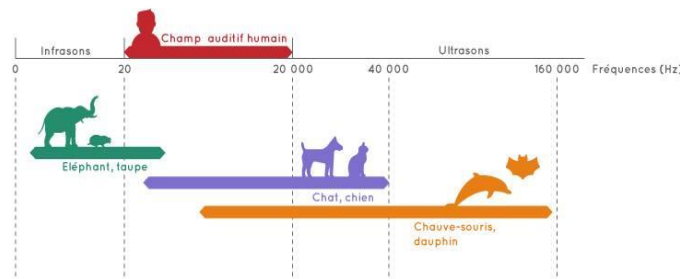 Champ auditif humain
Infrasons
Ultrasons
0
20
20 000
40 000
160 000
Fréquences (Hz)
Eléphant, taupe
Chat, chien
Chauve-souris,
dauphin